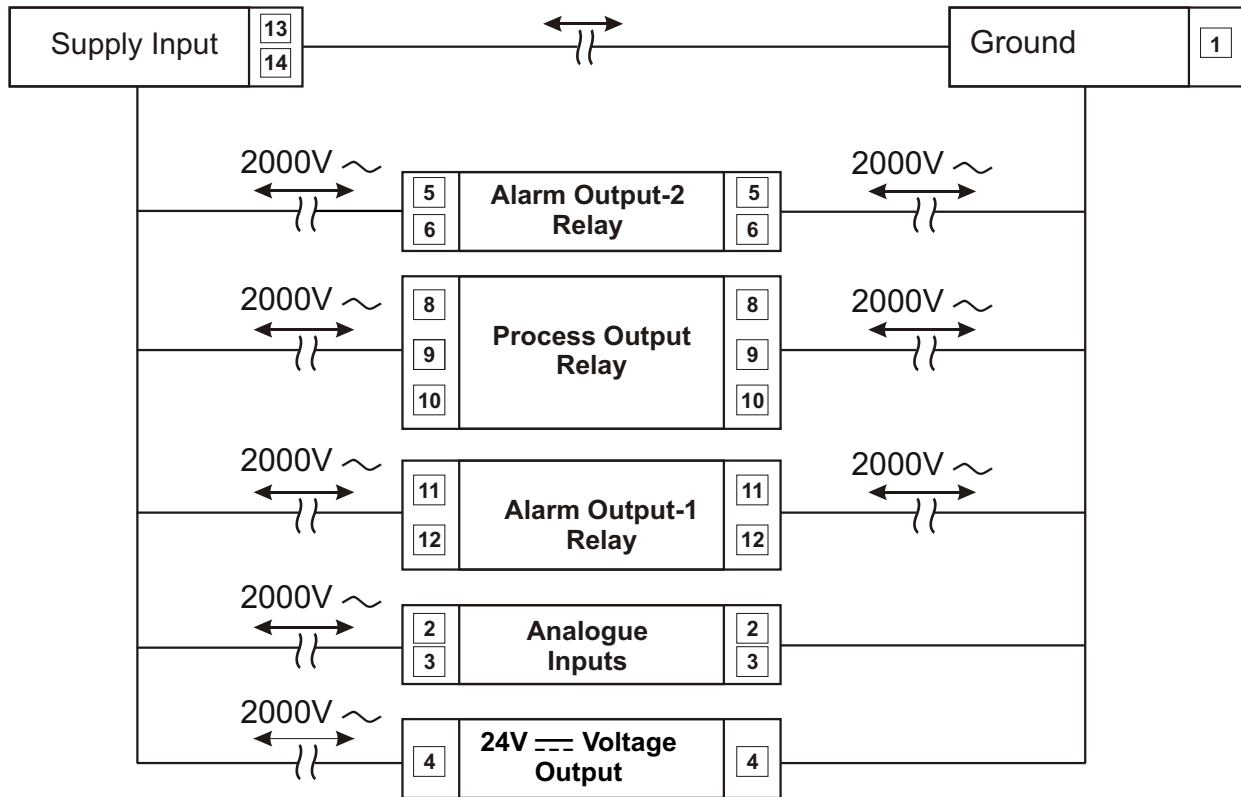 Supply Input 13 14
Ground 1
2000V ~ 2000V ~
5 6 Alarm Output-2 Relay 5 6
2000V ~ 2000V ~
8 9 10 Process Output Relay 8 9 10
2000V ~ 2000V ~
11 12 Alarm Output-1 Relay 11 12
2000V ~
2 3 Analogue Inputs 2 3
2000V ~
4 24V ⎓ Voltage Output 4